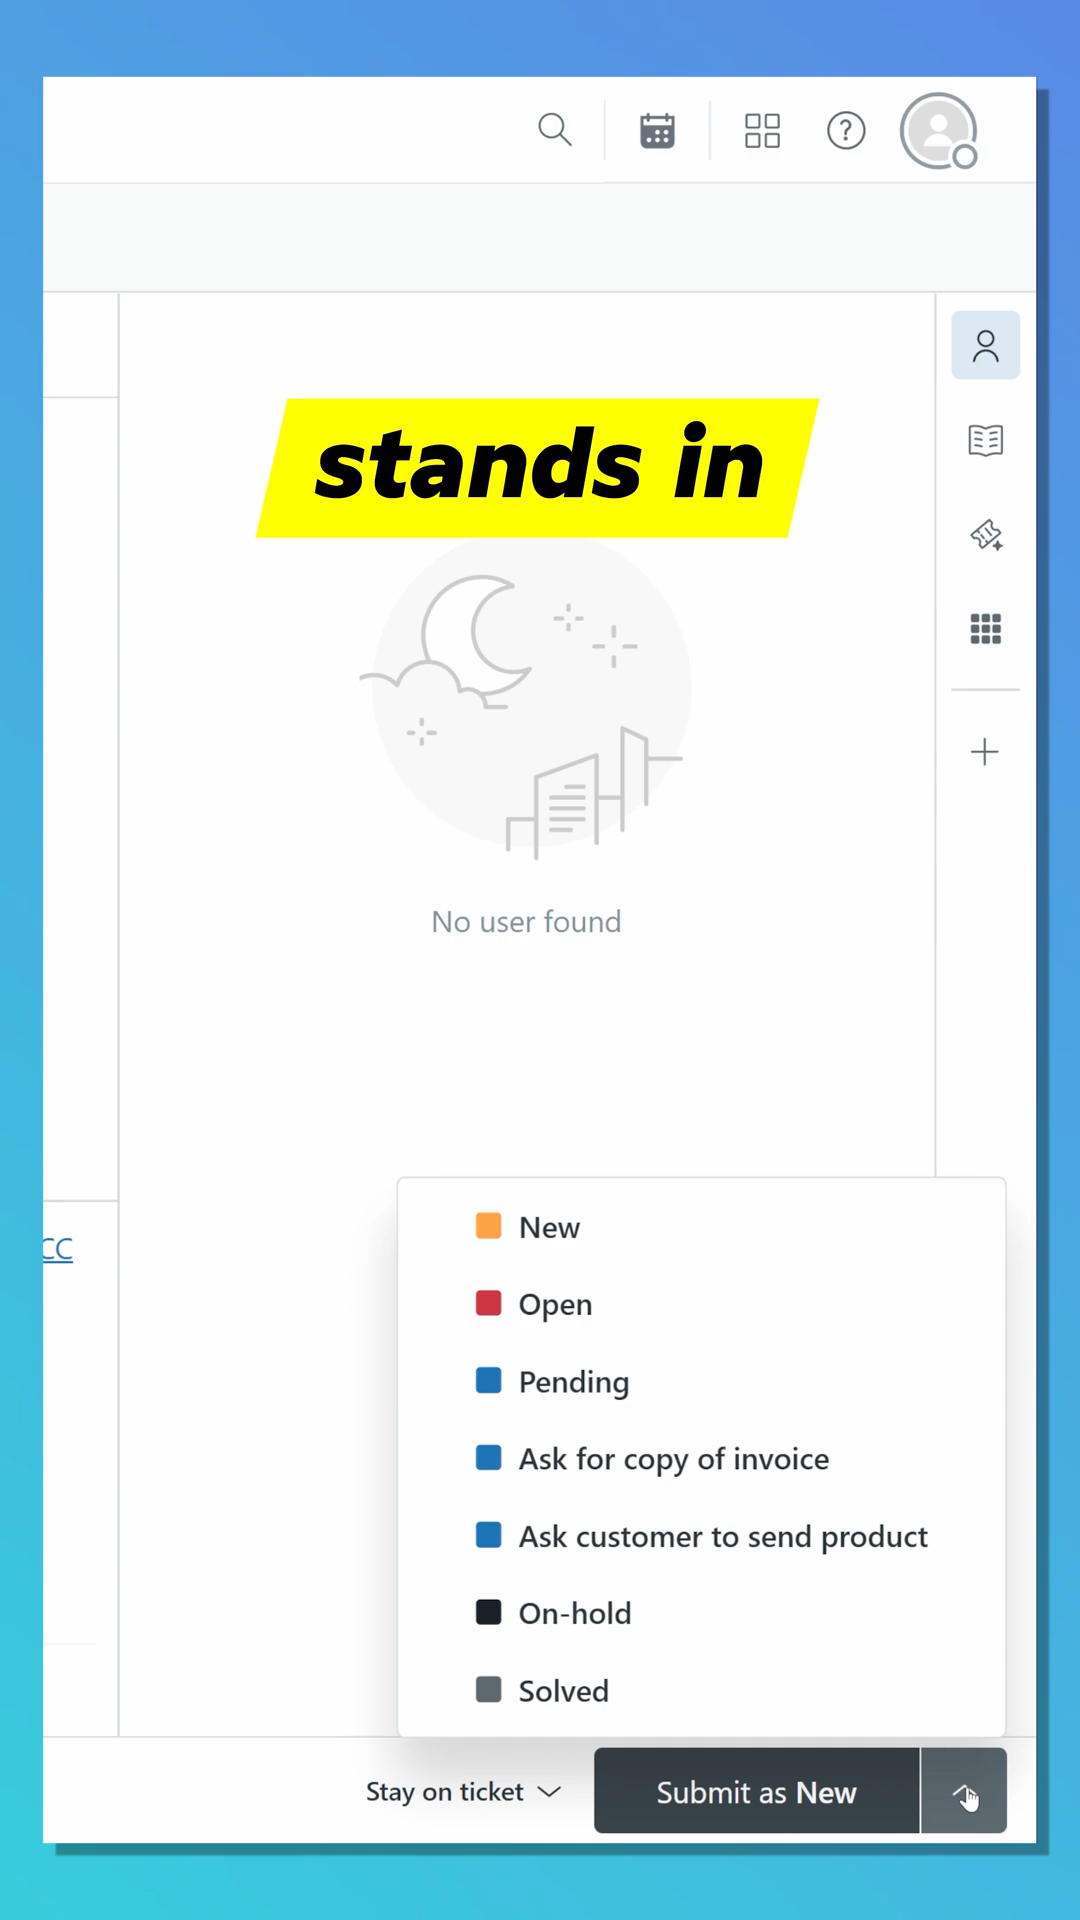 stands in
No user found
CC
New
Open
Pending
Ask for copy of invoice
Ask customer to send product
On-hold
Solved
Stay on ticket
Submit as New